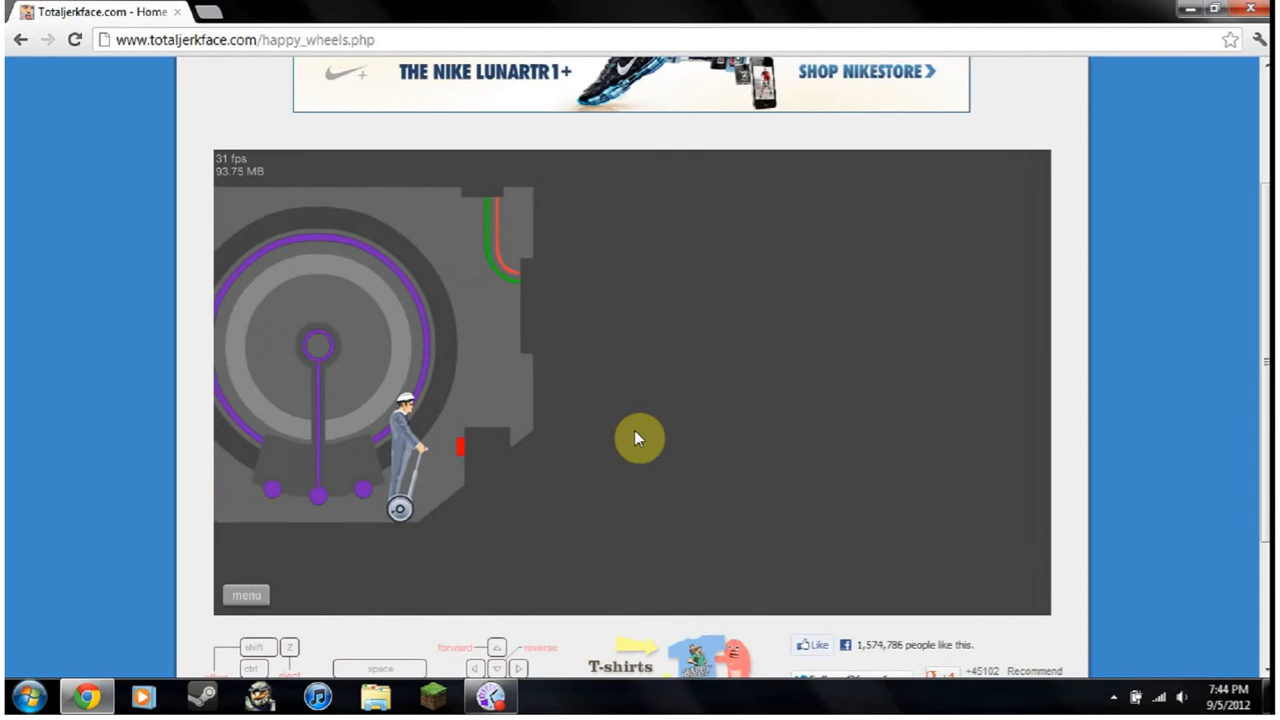 Totaljerkface.com - Home
www.totaljerkface.com/happy_wheels.php
THE NIKE LUNARTR1+
SHOP NIKESTORE
31 fps
93.75 MB
menu
shift
Z
ctrl
eject
space
forward
reverse
T-shirts
Like
1,574,786 people like this.
+45102
Recommend
7:44 PM
9/5/2012